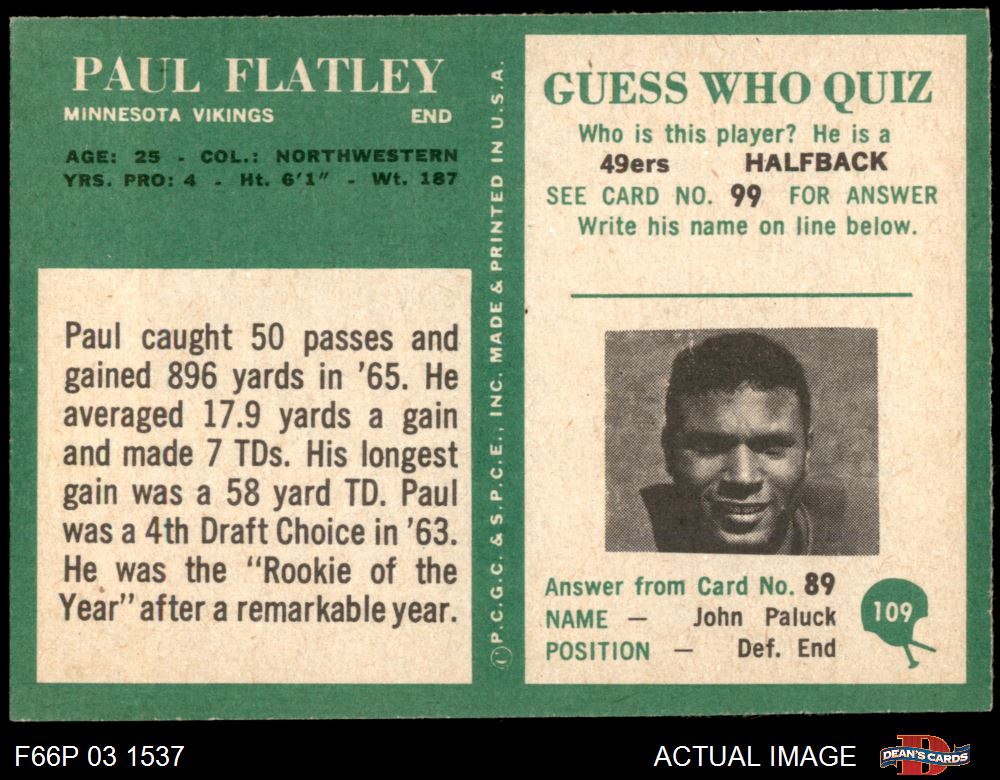 PAUL FLATLEY
MINNESOTA VIKINGS END
AGE: 25 - COL.: NORTHWESTERN
YRS. PRO: 4 - Ht. 6'1" - Wt. 187
Paul caught 50 passes and
gained 896 yards in '65. He
averaged 17.9 yards a gain
and made 7 TDs. His longest
gain was a 58 yard TD. Paul
was a 4th Draft Choice in '63.
He was the "Rookie of the
Year" after a remarkable year.
© P.C.G.C. & S.P.C.E., INC. MADE & PRINTED IN U.S.A.
GUESS WHO QUIZ
Who is this player? He is a
49ers HALFBACK
SEE CARD NO. 99 FOR ANSWER
Write his name on line below.
Answer from Card No. 89
NAME — John Paluck
POSITION — Def. End
109
F66P 03 1537
ACTUAL IMAGE
DEAN'S CARDS